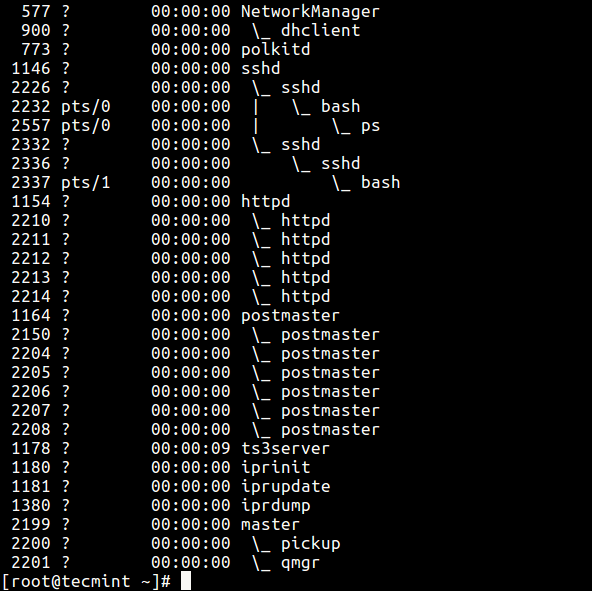 577 ?        00:00:00 NetworkManager
  900 ?        00:00:00  \_ dhclient
  773 ?        00:00:00 polkitd
 1146 ?        00:00:00 sshd
 2226 ?        00:00:00  \_ sshd
 2232 pts/0    00:00:00  |   \_ bash
 2557 pts/0    00:00:00  |       \_ ps
 2332 ?        00:00:00  \_ sshd
 2336 ?        00:00:00      \_ sshd
 2337 pts/1    00:00:00          \_ bash
 1154 ?        00:00:00 httpd
 2210 ?        00:00:00  \_ httpd
 2211 ?        00:00:00  \_ httpd
 2212 ?        00:00:00  \_ httpd
 2213 ?        00:00:00  \_ httpd
 2214 ?        00:00:00  \_ httpd
 1164 ?        00:00:00 postmaster
 2150 ?        00:00:00  \_ postmaster
 2204 ?        00:00:00  \_ postmaster
 2205 ?        00:00:00  \_ postmaster
 2206 ?        00:00:00  \_ postmaster
 2207 ?        00:00:00  \_ postmaster
 2208 ?        00:00:00  \_ postmaster
 1178 ?        00:00:09 ts3server
 1180 ?        00:00:00 iprinit
 1181 ?        00:00:00 iprupdate
 1380 ?        00:00:00 iprdump
 2199 ?        00:00:00 master
 2200 ?        00:00:00  \_ pickup
 2201 ?        00:00:00  \_ qmgr
[root@tecmint ~]#